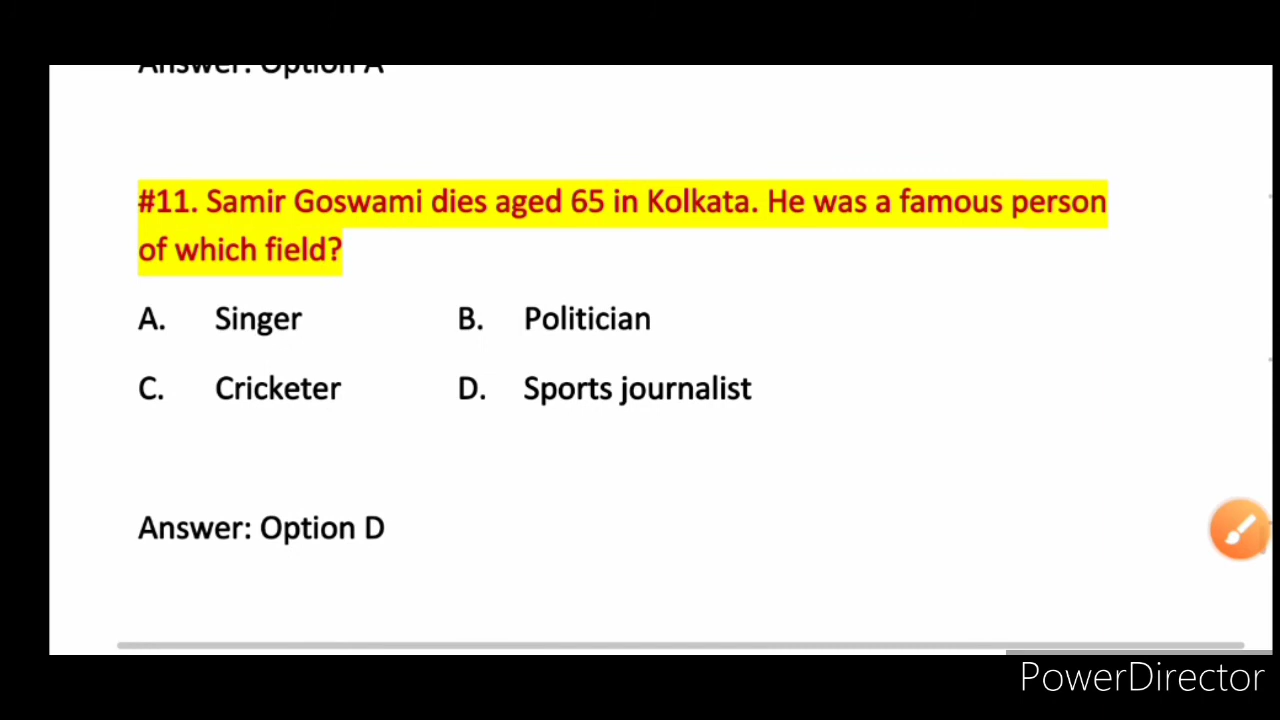 Answer: Option A
#11. Samir Goswami dies aged 65 in Kolkata. He was a famous person
of which field?
A. Singer B. Politician
C. Cricketer D. Sports journalist
Answer: Option D
PowerDirector